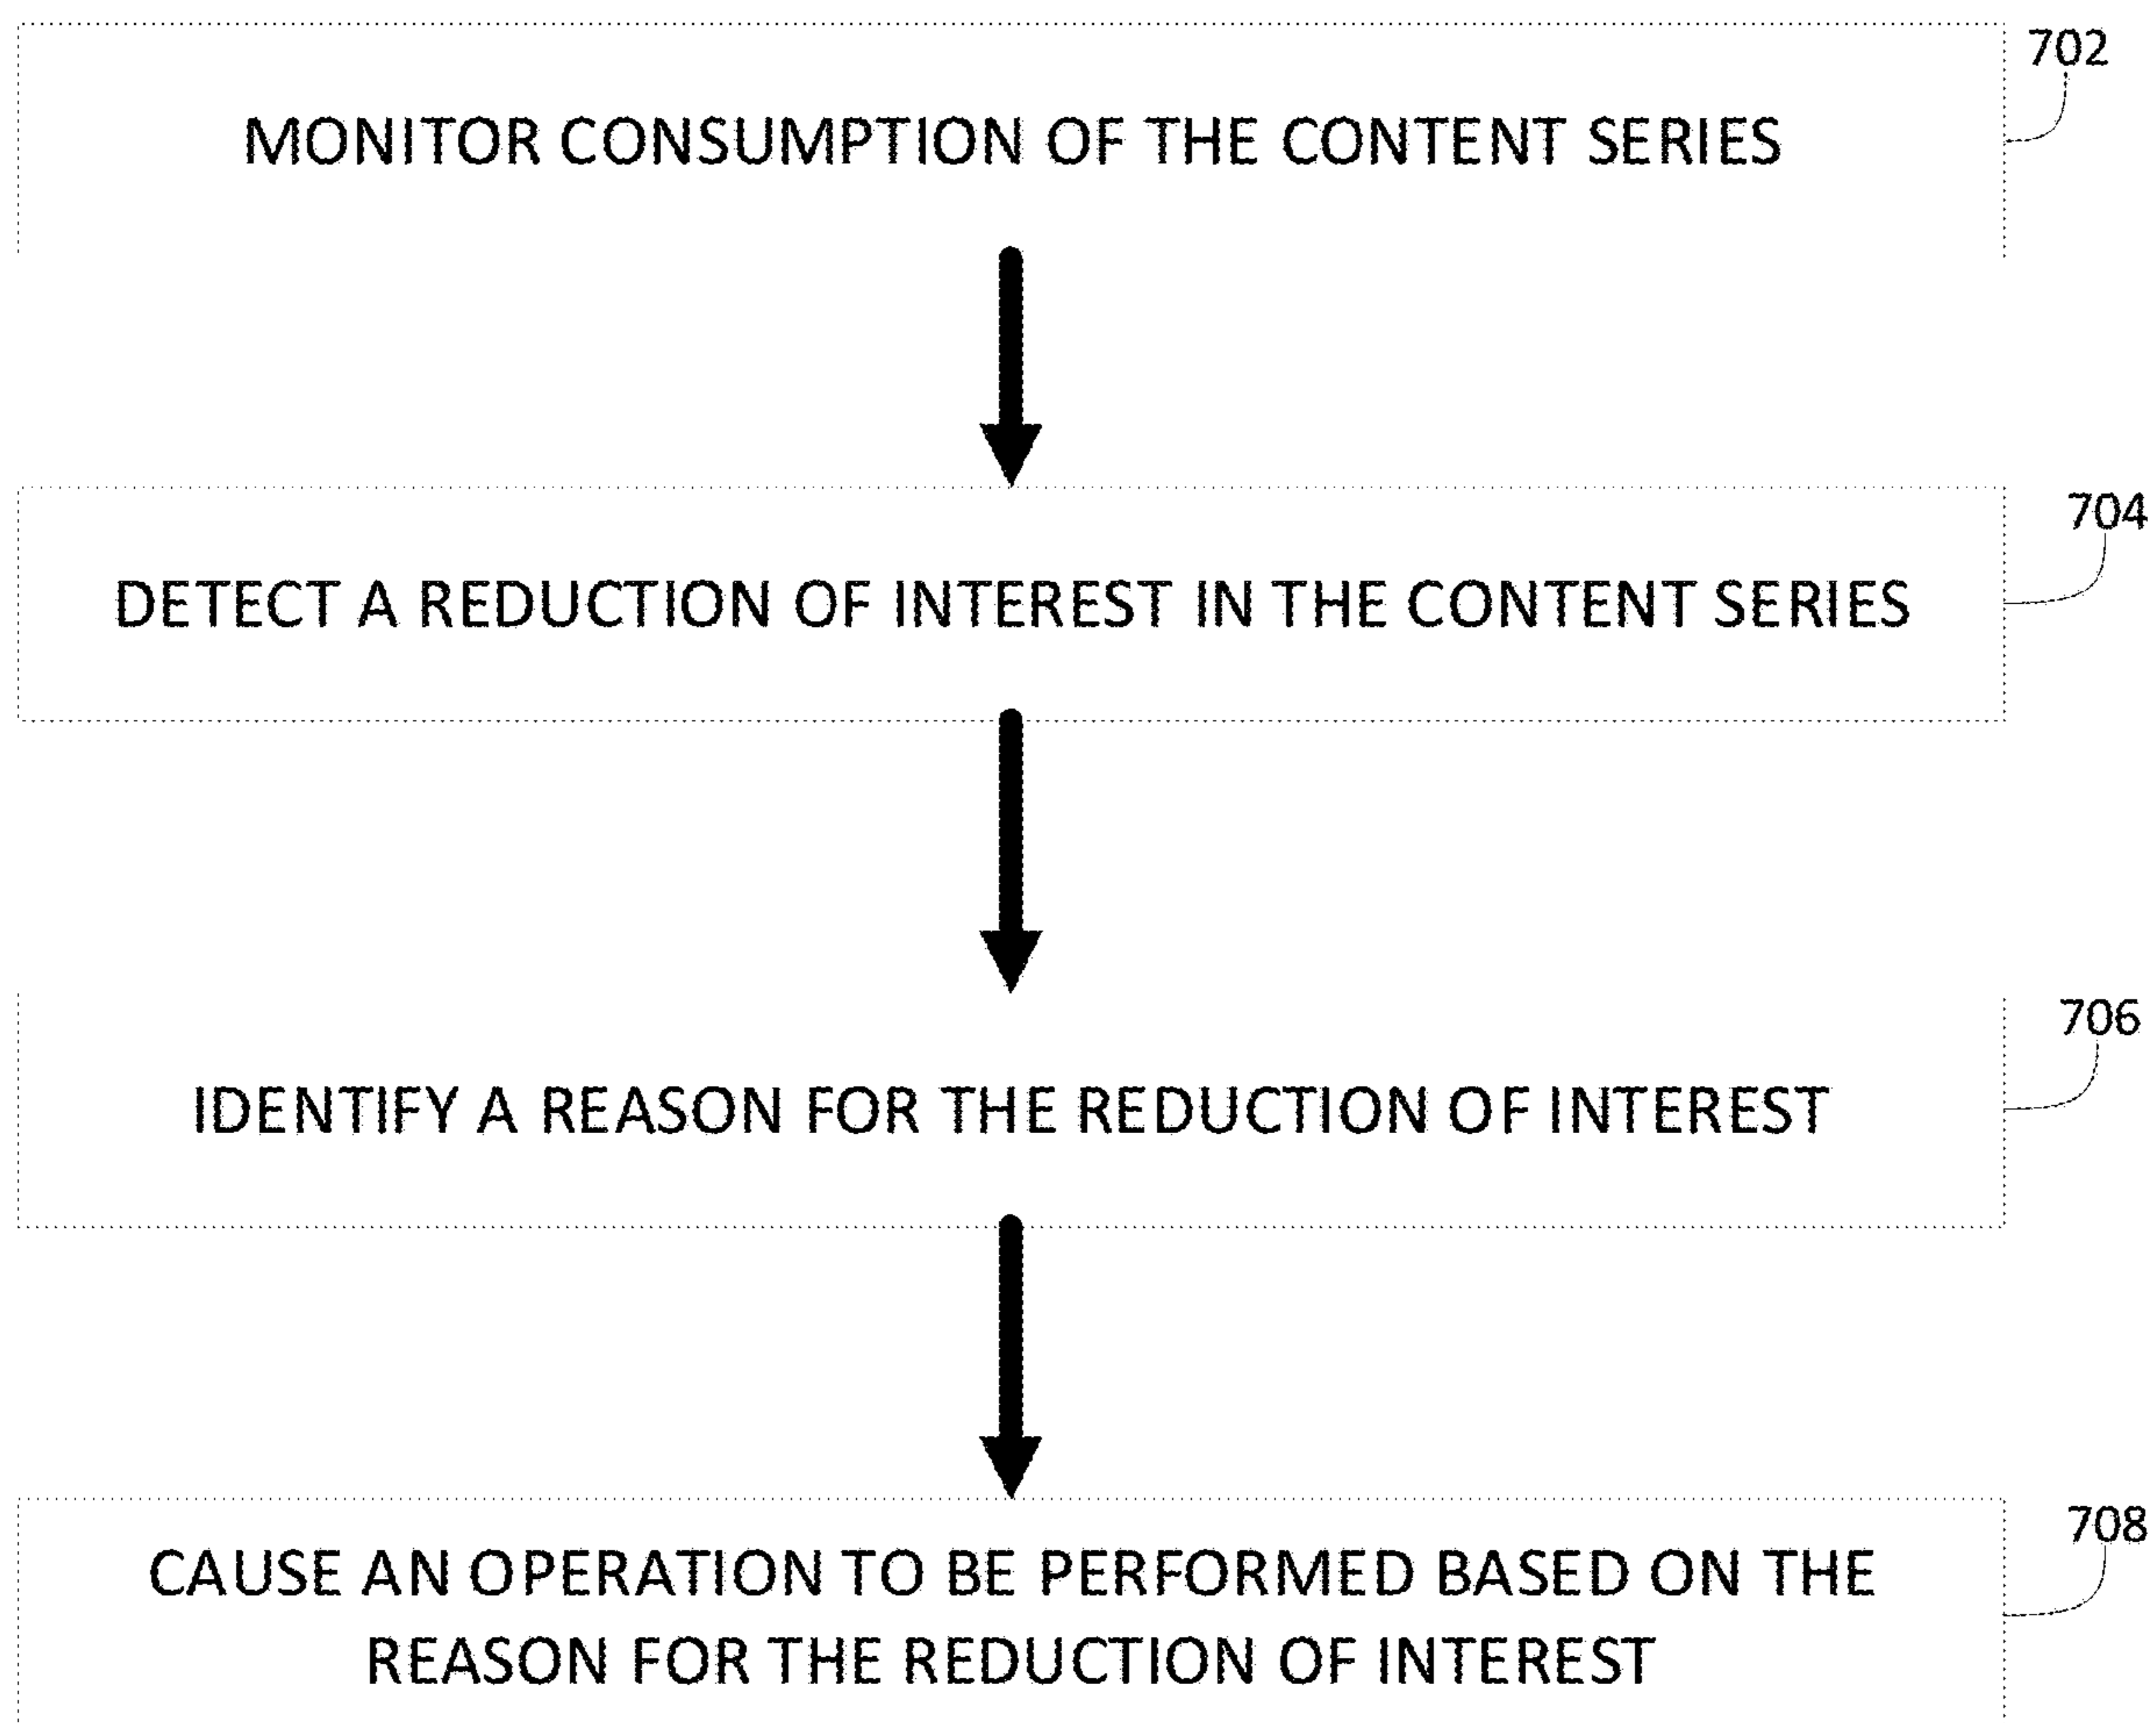 702
MONITOR CONSUMPTION OF THE CONTENT SERIES
704
DETECT A REDUCTION OF INTEREST IN THE CONTENT SERIES
706
IDENTIFY A REASON FOR THE REDUCTION OF INTEREST
708
CAUSE AN OPERATION TO BE PERFORMED BASED ON THE
REASON FOR THE REDUCTION OF INTEREST